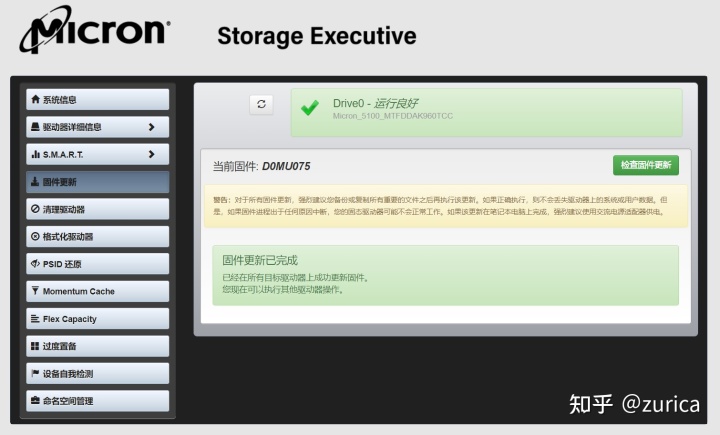 Micron
Storage Executive
系统信息
驱动器详细信息
S.M.A.R.T.
固件更新
清理驱动器
格式化驱动器
PSID 还原
Momentum Cache
Flex Capacity
过度置备
设备自我检测
命名空间管理
Drive0 - 运行良好
Micron_5100_MTFDDAK960TCC
当前固件: D0MU075
检查固件更新
警告：对于所有固件更新，强烈建议您备份或复制所有重要的文件之后再执行该更新。如果正确执行，则不会丢失驱动器上的系统或用户数据。但
是，如果固件进程出于任何原因中断，您的固态驱动器可能不会正常工作。如果该更新在笔记本电脑上完成，强烈建议使用交流电源适配器供电。
固件更新已完成
已经在所有目标驱动器上成功更新固件。
您现在可以执行其他驱动器操作。
知乎 @zurica